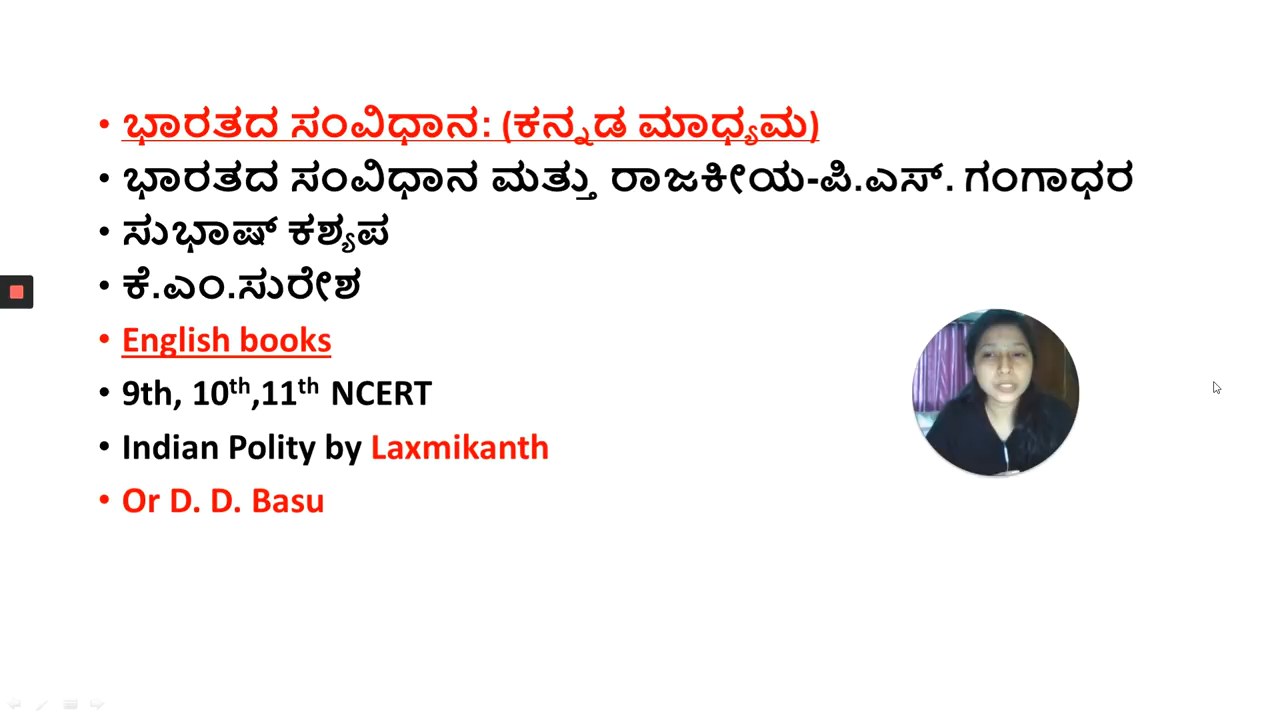 • ಭಾರತದ ಸಂವಿಧಾನ: (ಕನ್ನಡ ಮಾಧ್ಯಮ)
• ಭಾರತದ ಸಂವಿಧಾನ ಮತ್ತು ರಾಜಕೀಯ-ಪಿ.ಎಸ್. ಗಂಗಾಧರ
• ಸುಭಾಷ್ ಕಶ್ಯಪ
• ಕೆ.ಎಂ.ಸುರೇಶ
• English books
• 9th, 10th,11th NCERT
• Indian Polity by Laxmikanth
• Or D. D. Basu